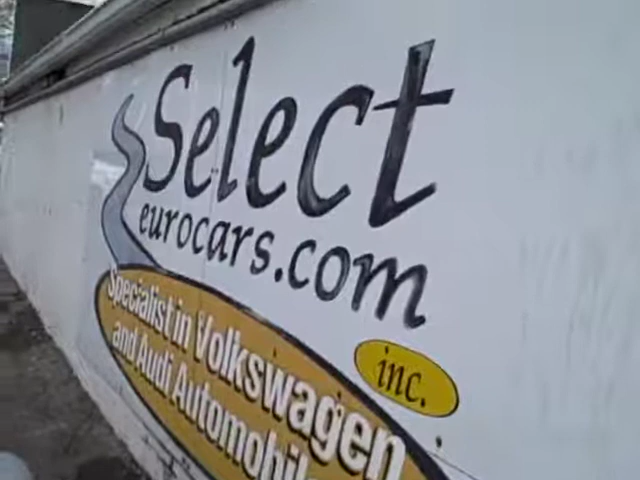 Select
eurocars.com
inc.
Specialist in Volkswagen
and Audi